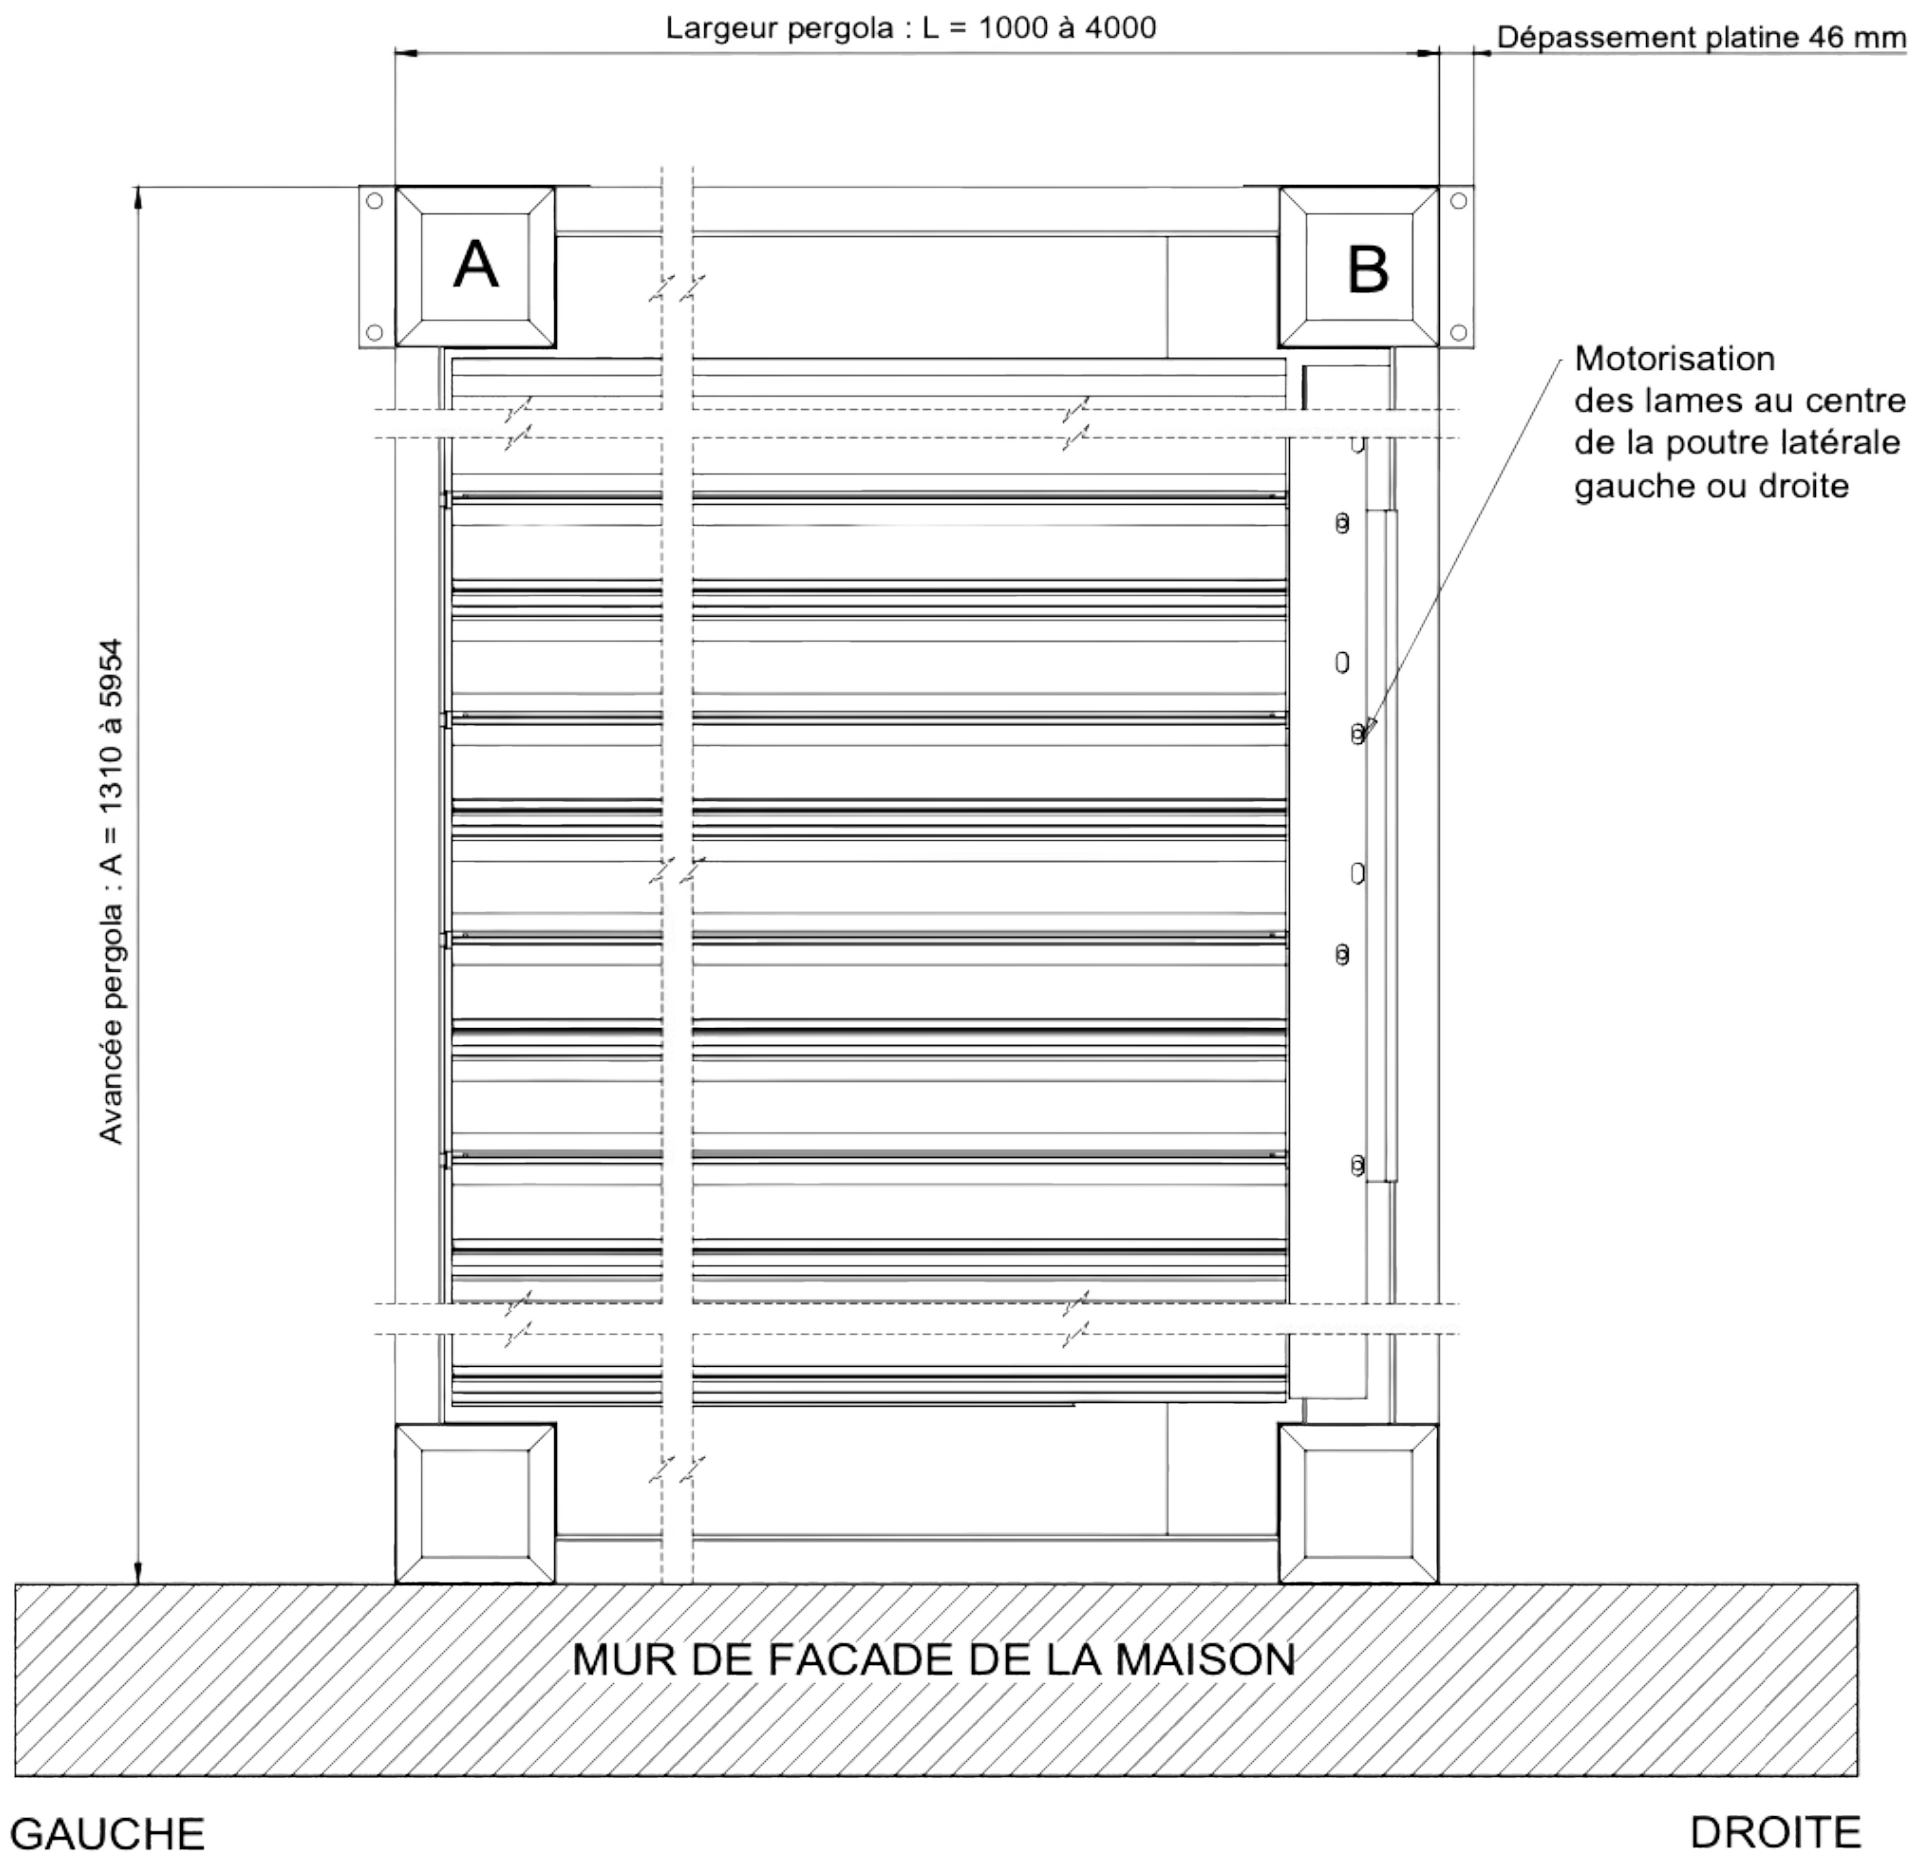 Largeur pergola : L = 1000 à 4000
Dépassement platine 46 mm
A
B
Motorisation
des lames au centre
de la poutre latérale
gauche ou droite
Avancée pergola : A = 1310 à 5954
MUR DE FACADE DE LA MAISON
GAUCHE
DROITE